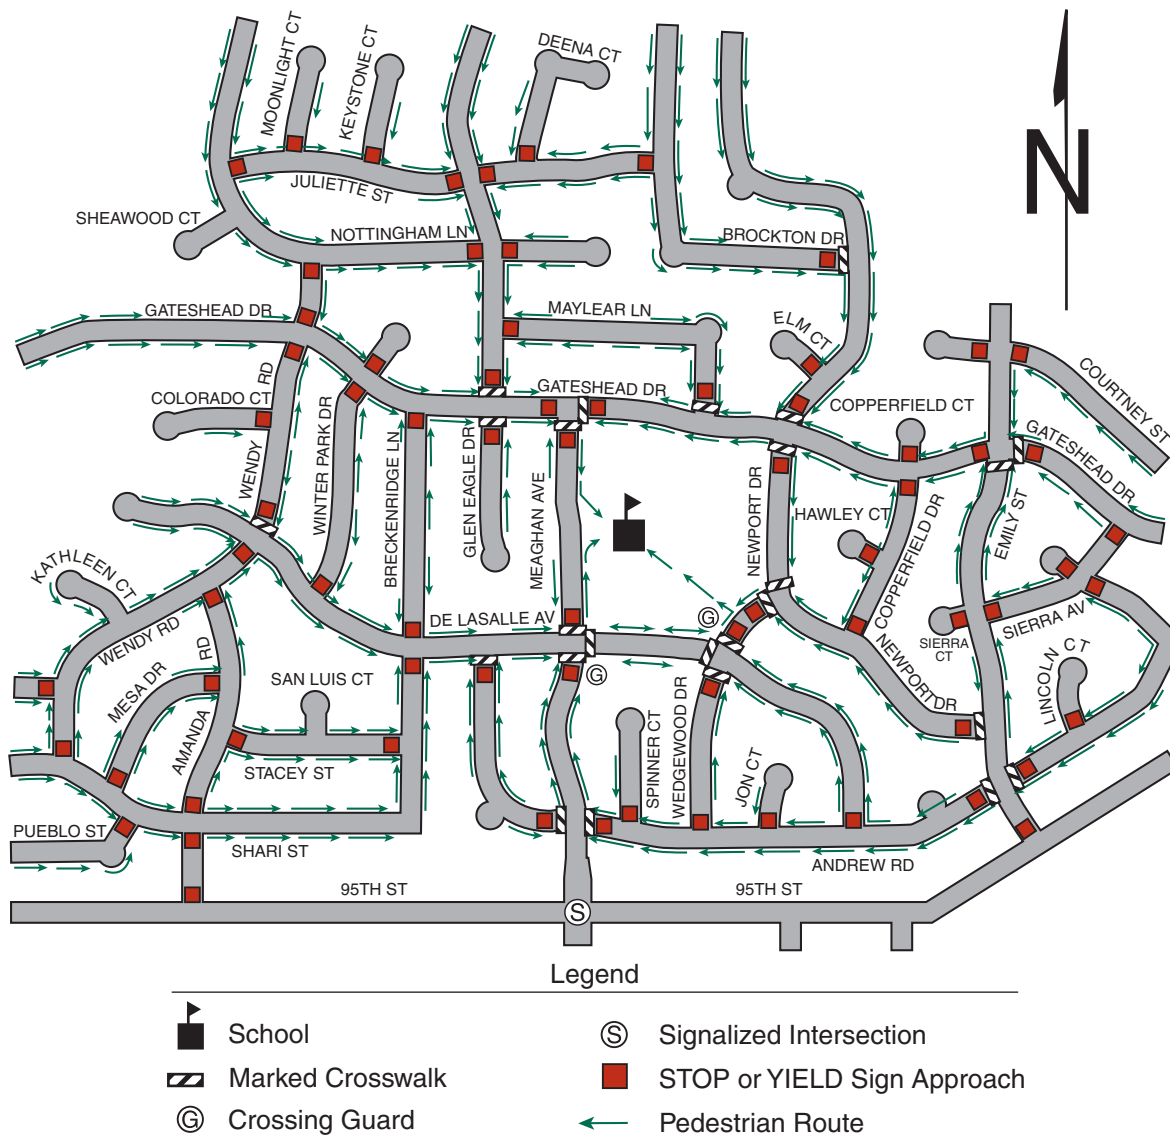 MOONLIGHT CT
KEYSTONE CT
DEENA CT
JULIETTE ST
SHEAWOOD CT
NOTTINGHAM LN
BROCKTON DR
N
GATESHEAD DR
MAYLEAR LN
ELM CT
COURTNEY ST
COLORADO CT
WENDY RD
WINTER PARK DR
BRECKENRIDGE LN
GATESHEAD DR
COPPERFIELD CT
GATESHEAD DR
GLEN EAGLE DR
MEAGHAN AVE
NEWPORT DR
HAWLEY CT
COPPERFIELD DR
EMILY ST
KATHLEEN CT
WENDY RD
DE LASALLE AV
G
SIERRA AV
SIERRA
CT
NEWPORT DR
LINCOLN CT
MESA DR
AMANDA RD
SAN LUIS CT
G
SPINNER CT
WEDGEWOOD DR
JON CT
STACEY ST
PUEBLO ST
SHARI ST
ANDREW RD
95TH ST
95TH ST
S
Legend
School
S Signalized Intersection
Marked Crosswalk
STOP or YIELD Sign Approach
G Crossing Guard
Pedestrian Route